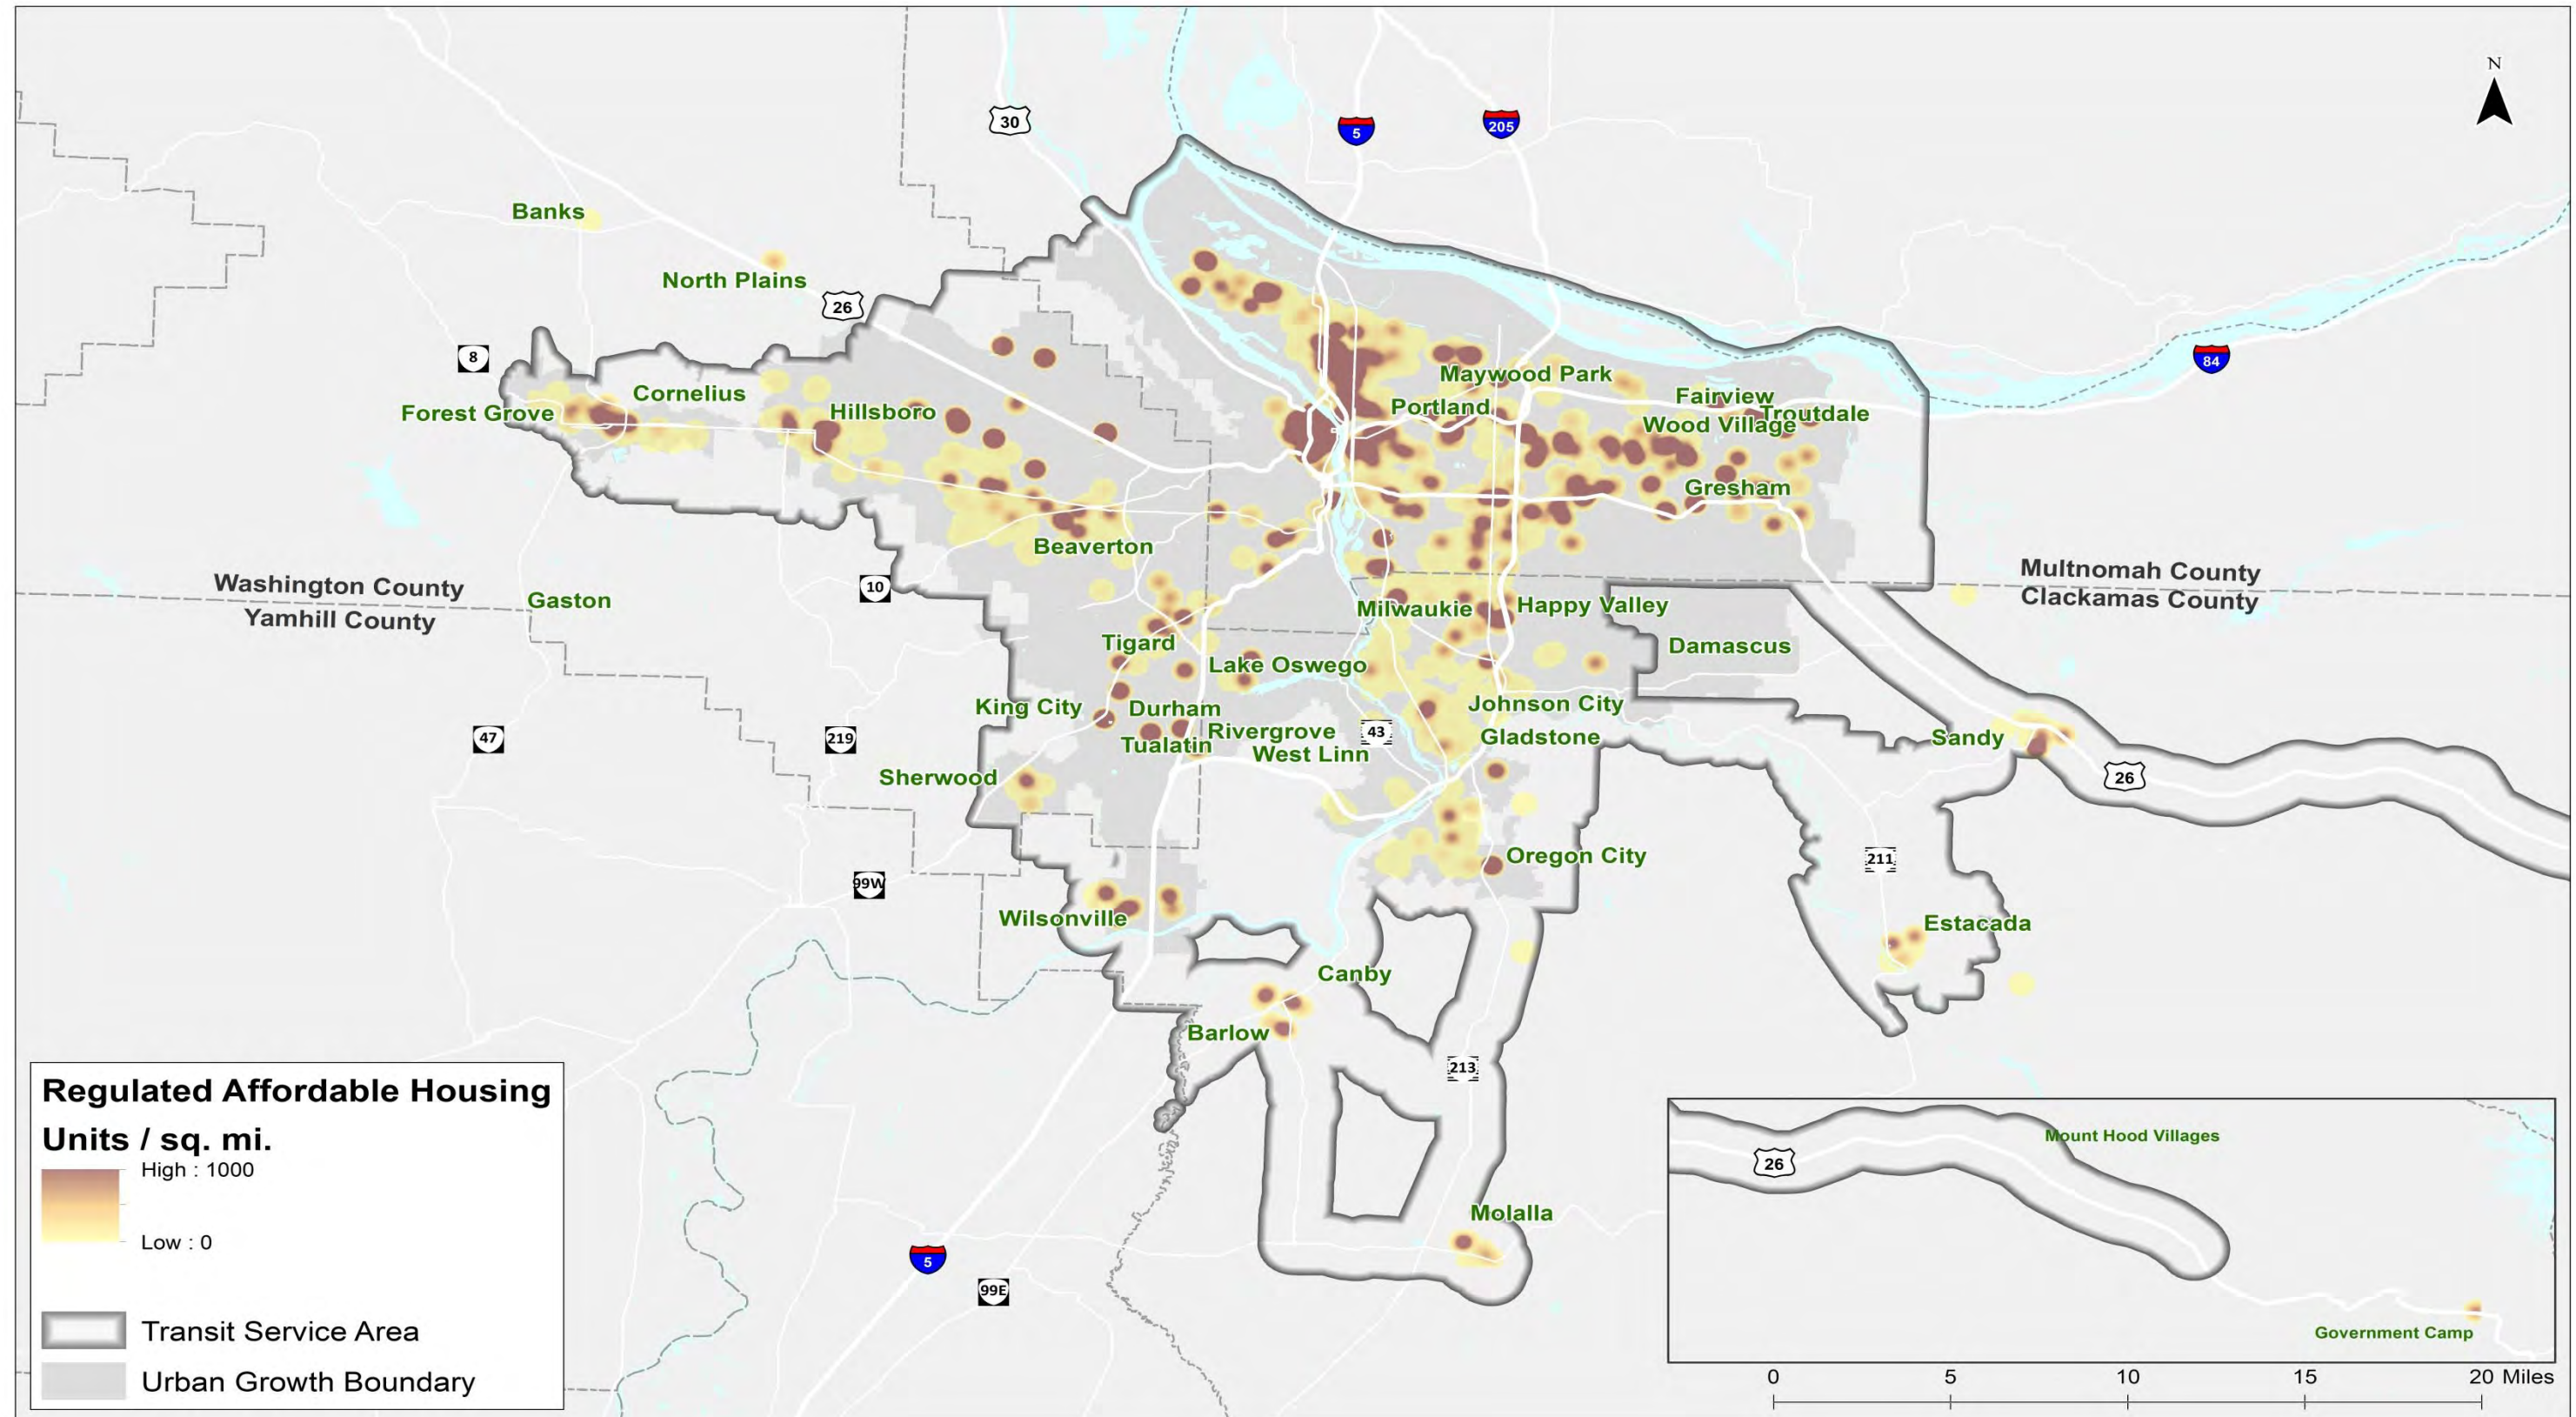 N
30
5
205
Banks
North Plains
26
8
84
Maywood Park
Cornelius
Fairview
Forest Grove
Hillsboro
Portland
Troutdale
Wood Village
Gresham
Beaverton
Multnomah County
Washington County
10
Gaston
Clackamas County
Yamhill County
Milwaukie
Happy Valley
Tigard
Damascus
Lake Oswego
King City
Durham
Johnson City
47
219
Rivergrove
43
Gladstone
Sandy
Tualatin
West Linn
Sherwood
26
Oregon City
211
99W
Wilsonville
Estacada
Canby
Barlow
213
Regulated Affordable Housing
Units / sq. mi.
High : 1000
Low : 0
Transit Service Area
Urban Growth Boundary
Molalla
5
99E
Mount Hood Villages
26
Government Camp
0 5 10 15 20 Miles